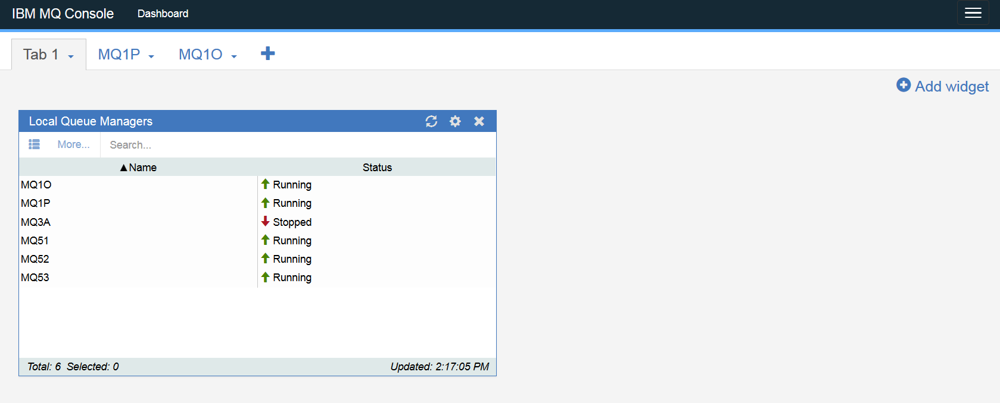 IBM MQ Console Dashboard
Tab 1 MQ1P MQ1O
Add widget
Local Queue Managers
More... Search...
▲Name Status
MQ1O Running
MQ1P Running
MQ3A Stopped
MQ51 Running
MQ52 Running
MQ53 Running
Total: 6 Selected: 0 Updated: 2:17:05 PM